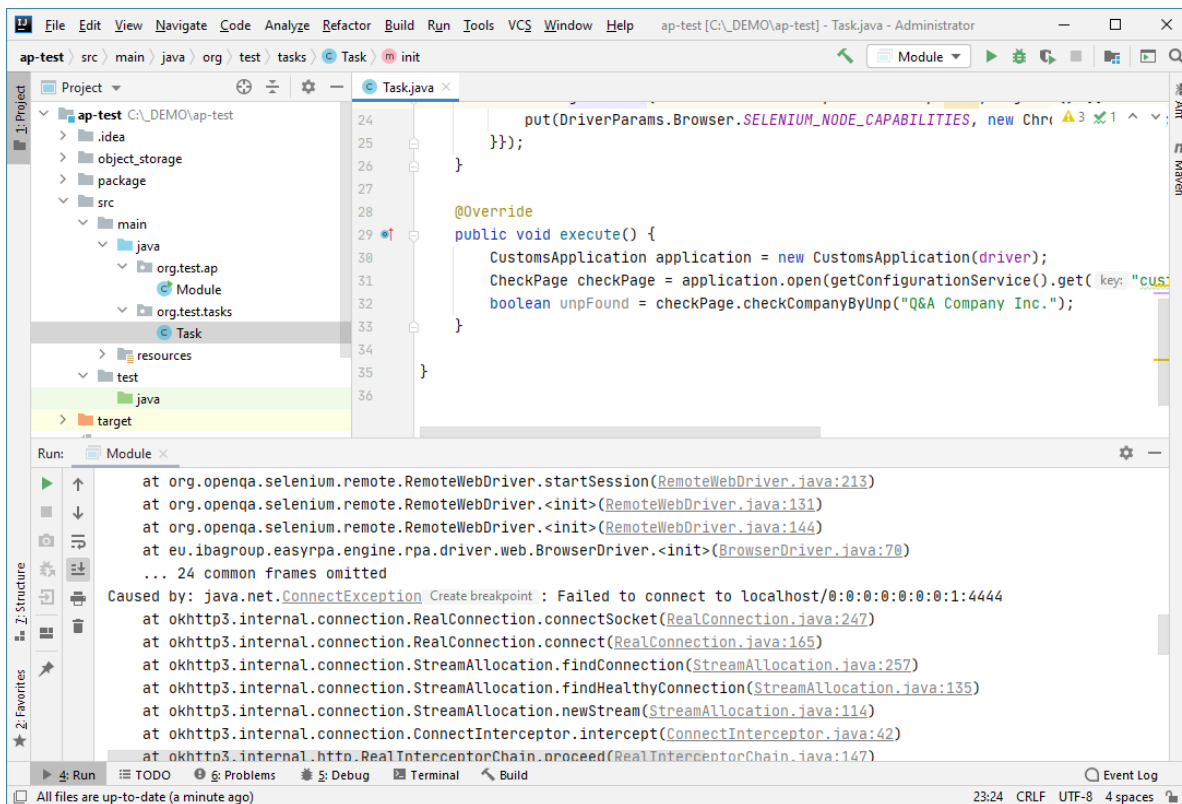 File Edit View Navigate Code Analyze Refactor Build Run Tools VCS Window Help ap-test [C:\_DEMO\ap-test] - Task.java - Administrator
ap-test src main java org test tasks Task init Module
1: Project
Project
Task.java
Ant
Maven
ap-test C:\_DEMO\ap-test
.idea
object_storage
package
src
main
java
org.test.ap
Module
org.test.tasks
Task
resources
test
java
target
24 put(DriverParams.Browser.SELENIUM_NODE_CAPABILITIES, new Chr 3 1
25 }});
26 }
27
28 @Override
29 public void execute() {
30 CustomsApplication application = new CustomsApplication(driver);
31 CheckPage checkPage = application.open(getConfigurationService().get( key: "cus
32 boolean unpFound = checkPage.checkCompanyByUnp("Q&A Company Inc.");
33 }
34
35 }
36
Run: Module
at org.openqa.selenium.remote.RemoteWebDriver.startSession(RemoteWebDriver.java:213)
at org.openqa.selenium.remote.RemoteWebDriver.<init>(RemoteWebDriver.java:131)
at org.openqa.selenium.remote.RemoteWebDriver.<init>(RemoteWebDriver.java:144)
at eu.ibagroup.easyrpa.engine.rpa.driver.web.BrowserDriver.<init>(BrowserDriver.java:70)
... 24 common frames omitted
Caused by: java.net.ConnectException Create breakpoint : Failed to connect to localhost/0:0:0:0:0:0:0:1:4444
at okhttp3.internal.connection.RealConnection.connectSocket(RealConnection.java:247)
at okhttp3.internal.connection.RealConnection.connect(RealConnection.java:165)
at okhttp3.internal.connection.StreamAllocation.findConnection(StreamAllocation.java:257)
at okhttp3.internal.connection.StreamAllocation.findHealthyConnection(StreamAllocation.java:135)
at okhttp3.internal.connection.StreamAllocation.newStream(StreamAllocation.java:114)
at okhttp3.internal.connection.ConnectInterceptor.intercept(ConnectInterceptor.java:42)
at okhttp3.internal.http.RealInterceptorChain.proceed(RealInterceptorChain.java:147)
7: Structure
2: Favorites
4: Run TODO 6: Problems 5: Debug Terminal Build Event Log
All files are up-to-date (a minute ago) 23:24 CRLF UTF-8 4 spaces